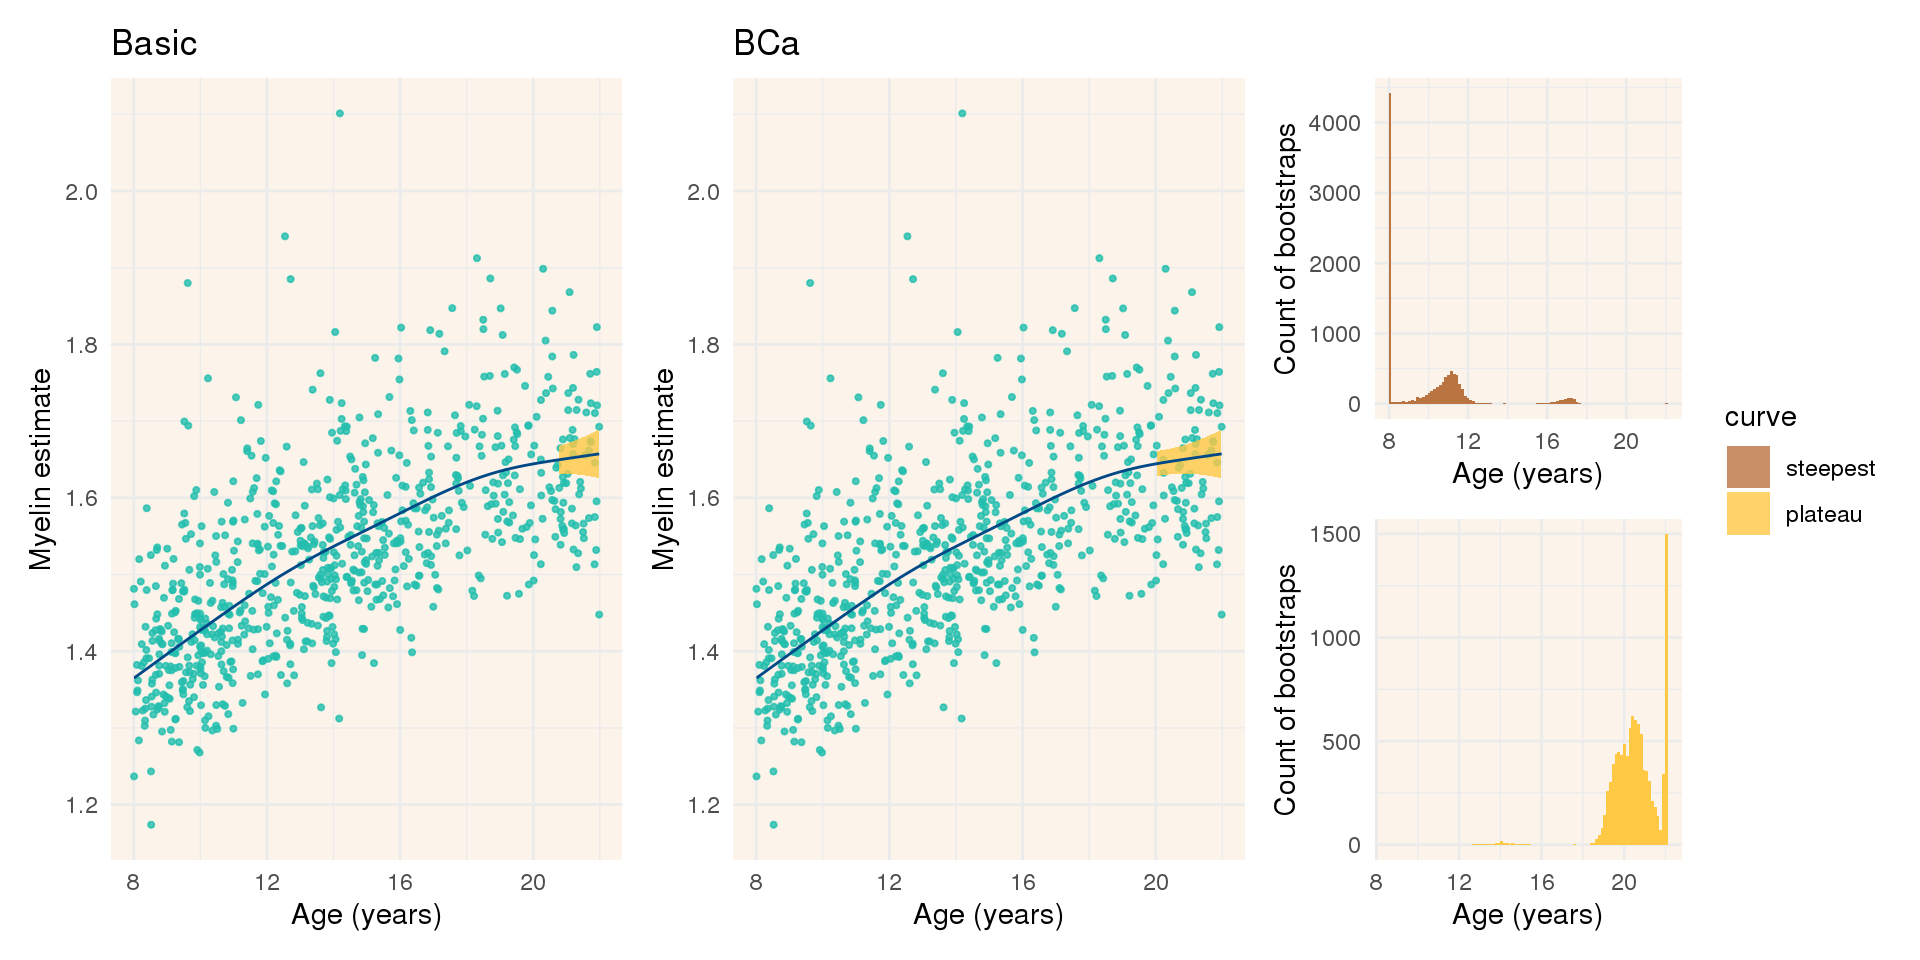 Basic
Myelin estimate
2.0
1.8
1.6
1.4
1.2
8 12 16 20
Age (years)
BCa
Myelin estimate
2.0
1.8
1.6
1.4
1.2
8 12 16 20
Age (years)
Count of bootstraps
4000
3000
2000
1000
0
8 12 16 20
Age (years)
Count of bootstraps
1500
1000
500
0
8 12 16 20
Age (years)
curve
steepest
plateau